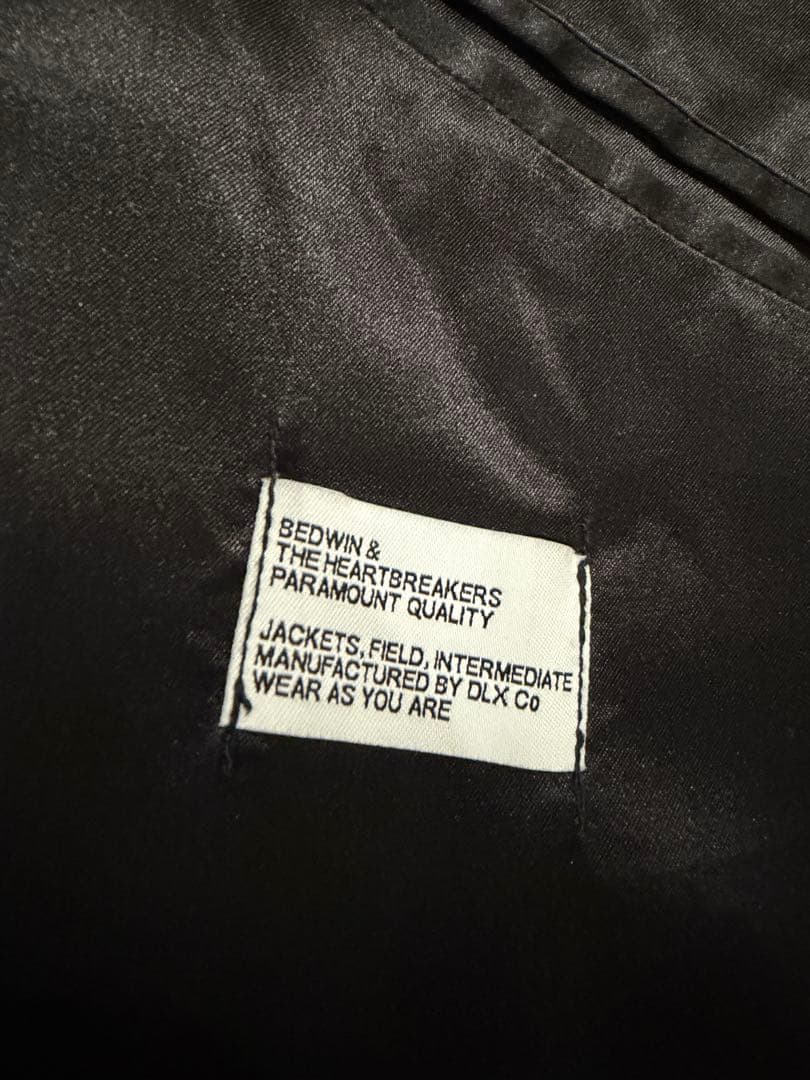 BEDWIN &
THE HEARTBREAKERS
PARAMOUNT QUALITY
JACKETS, FIELD, INTERMEDIATE
MANUFACTURED BY DLX Co
WEAR AS YOU ARE